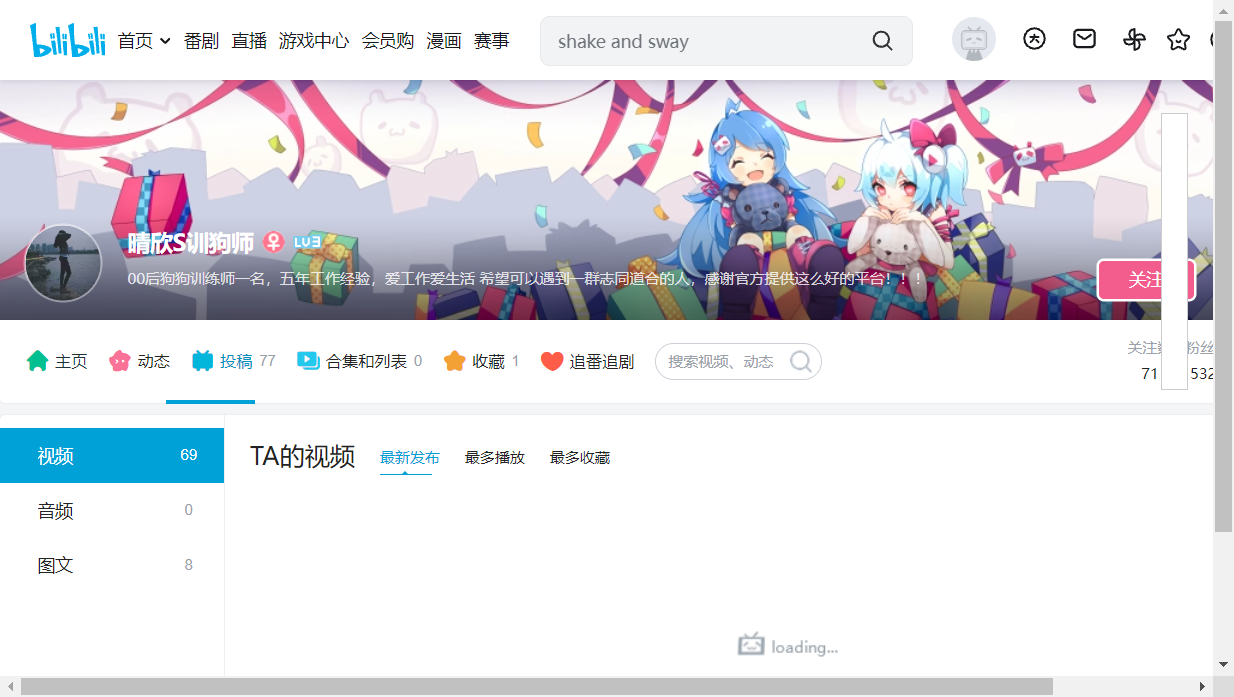 bilibili 首页 番剧 直播 游戏中心 会员购 漫画 赛事 shake and sway
晴欣S训狗师 LV3
00后狗狗训练师一名，五年工作经验，爱工作爱生活 希望可以遇到一群志同道合的人，感谢官方提供这么好的平台！！！
关注
主页 动态 投稿 77 合集和列表 0 收藏 1 追番追剧 搜索视频、动态
关注数 粉丝
71 532
视频 69
音频 0
图文 8
TA的视频 最新发布 最多播放 最多收藏
loading...